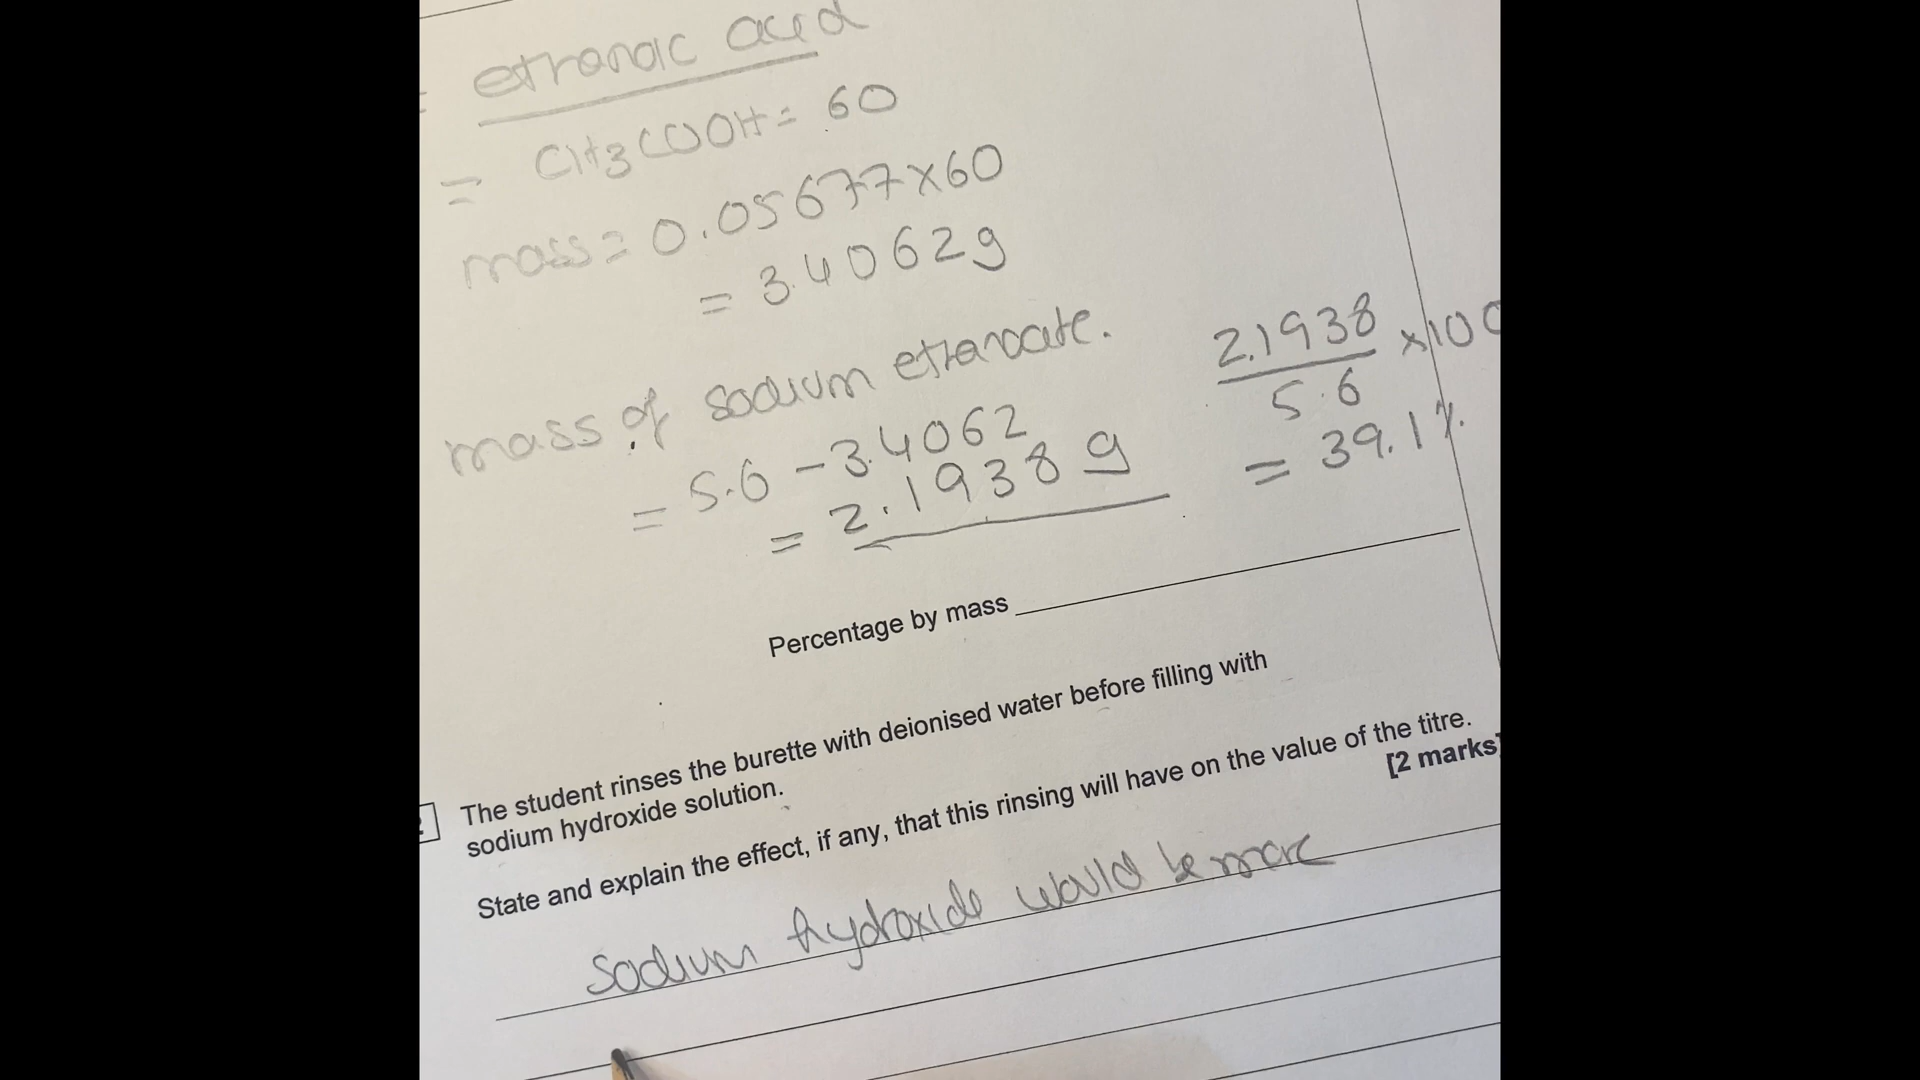 = ethanoic acid
= CH3COOH = 60
mass = 0.05677×60
= 3.4062g
mass of sodium ethanoate.
= 5.6 - 3.4062
= 2.1938 g
2.1938 ×100
5.6
= 39.1%
Percentage by mass
The student rinses the burette with deionised water before filling with
sodium hydroxide solution.
State and explain the effect, if any, that this rinsing will have on the value of the titre.
[2 marks]
sodium hydroxide would be more